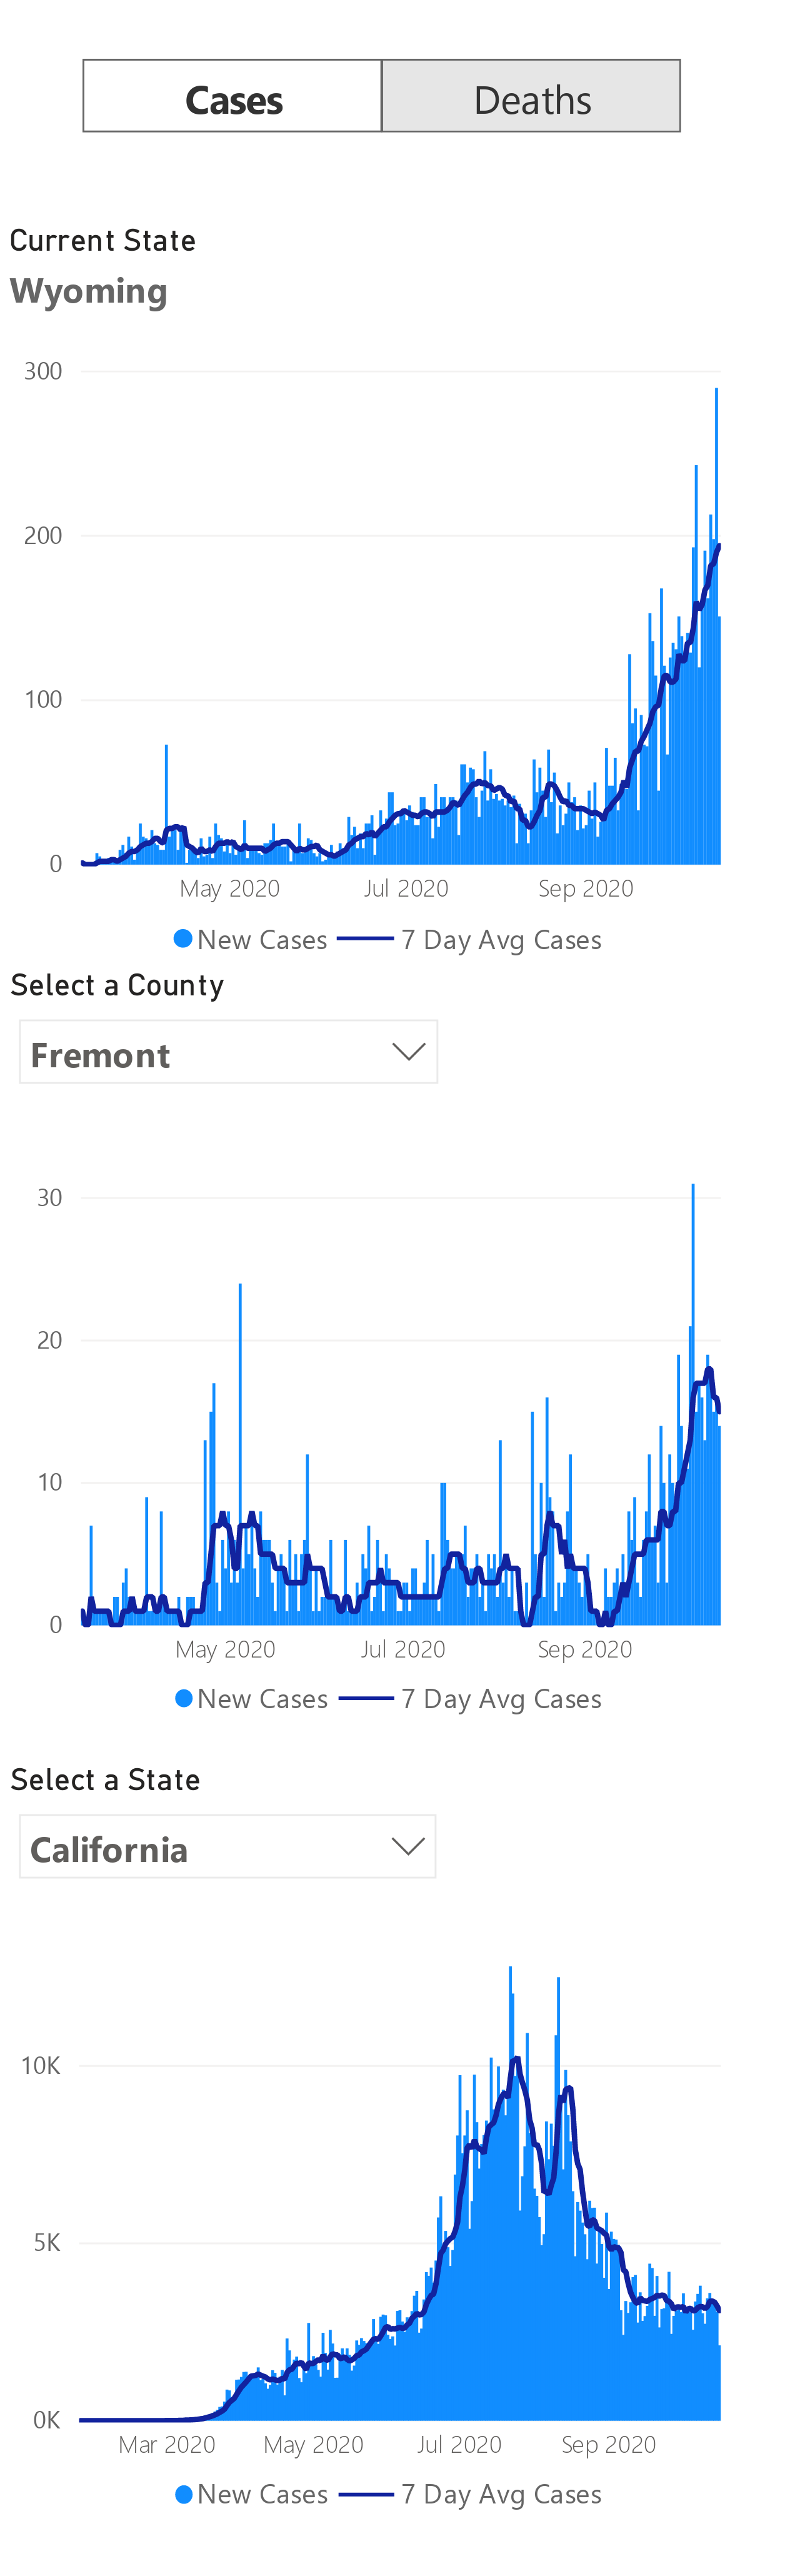 Cases Deaths
Current State
Wyoming
300
200
100
0
May 2020 Jul 2020 Sep 2020
New Cases 7 Day Avg Cases
Select a County
Fremont
30
20
10
0
May 2020 Jul 2020 Sep 2020
New Cases 7 Day Avg Cases
Select a State
California
10K
5K
0K
Mar 2020 May 2020 Jul 2020 Sep 2020
New Cases 7 Day Avg Cases